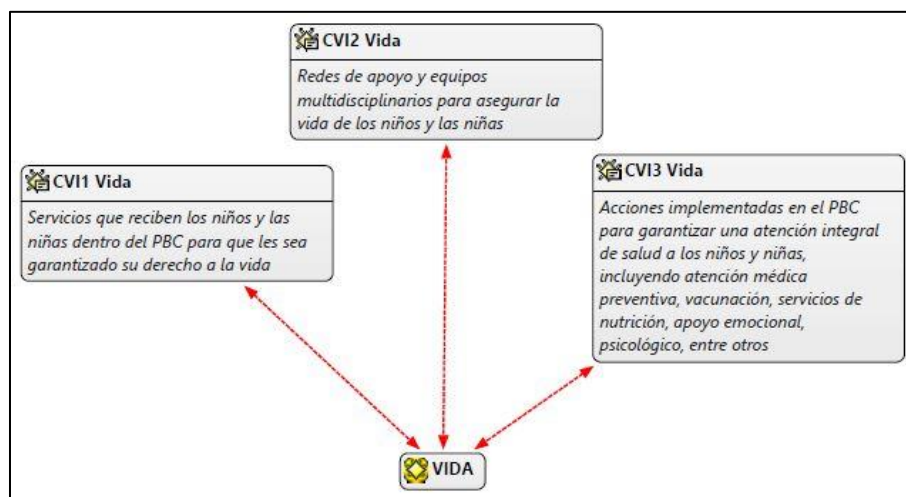 CVI2 Vida
Redes de apoyo y equipos
multidisciplinarios para asegurar la
vida de los niños y las niñas
CVI1 Vida
Servicios que reciben los niños y las
niñas dentro del PBC para que les sea
garantizado su derecho a la vida
CVI3 Vida
Acciones implementadas en el PBC
para garantizar una atención integral
de salud a los niños y niñas,
incluyendo atención médica
preventiva, vacunación, servicios de
nutrición, apoyo emocional,
psicológico, entre otros
VIDA